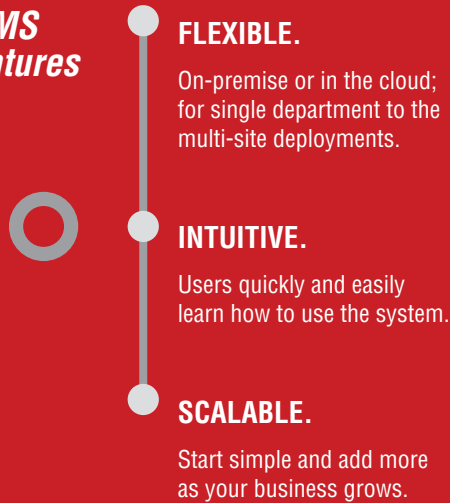 MS
tures
FLEXIBLE.
On-premise or in the cloud;
for single department to the
multi-site deployments.
INTUITIVE.
Users quickly and easily
learn how to use the system.
SCALABLE.
Start simple and add more
as your business grows.